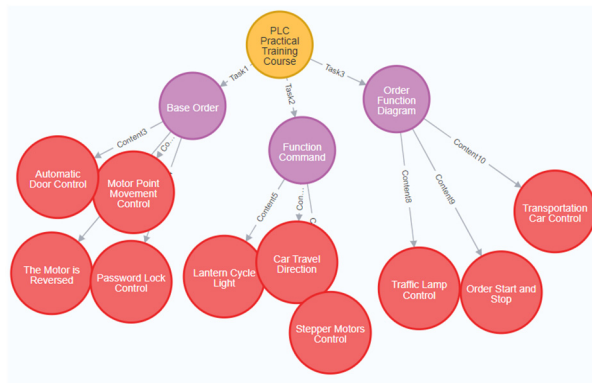 PLC
Practical
Training
Course
Task1
Task2
Task3
Base Order
Order
Function
Diagram
Content3
Co...
Function
Command
Content10
Automatic
Door Control
Motor Point
Movement
Control
Content5
Con...
C
Content8
Content9
Transportation
Car Control
The Motor is
Reversed
Password Lock
Control
Lantern Cycle
Light
Car Travel
Direction
Traffic Lamp
Control
Order Start and
Stop
Stepper Motors
Control